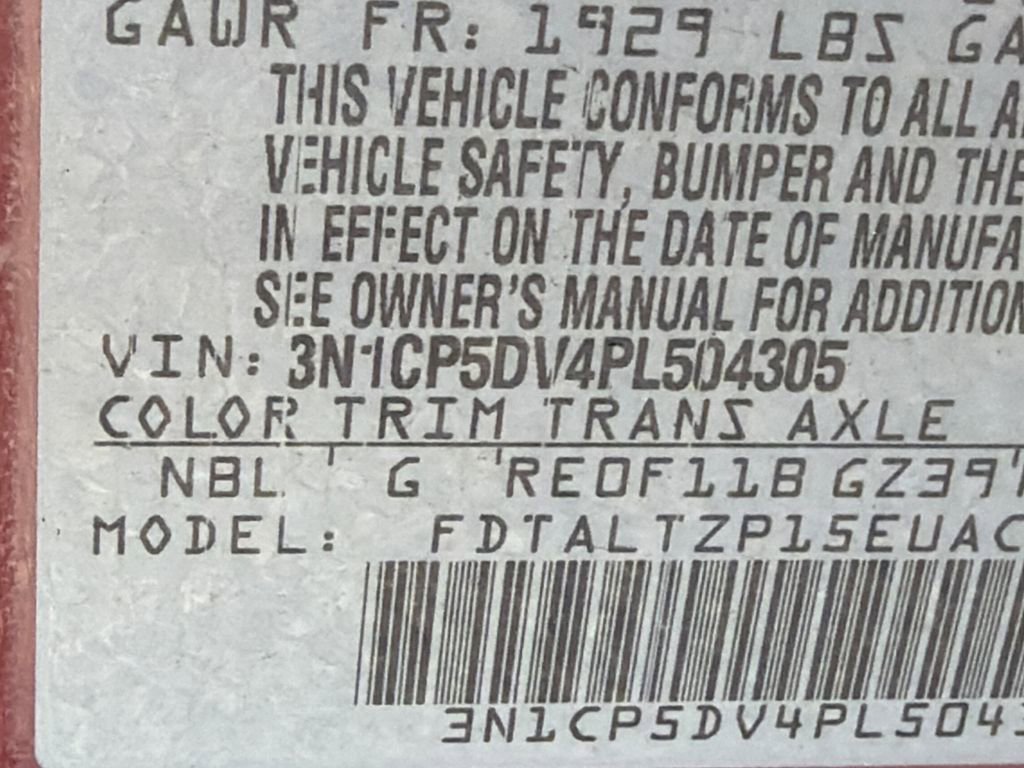 GAWR FR: 1929 LBS GA
THIS VEHICLE CONFORMS TO ALL A
VEHICLE SAFETY, BUMPER AND THE
IN EFFECT ON THE DATE OF MANUFA
SEE OWNER'S MANUAL FOR ADDITION
VIN: 3N1CP5DV4PL504305
COLOR TRIM TRANS AXLE
NBL G RE0F11B GZ39
MODEL: FDTALTZP15EUAC
3N1CP5DV4PL504